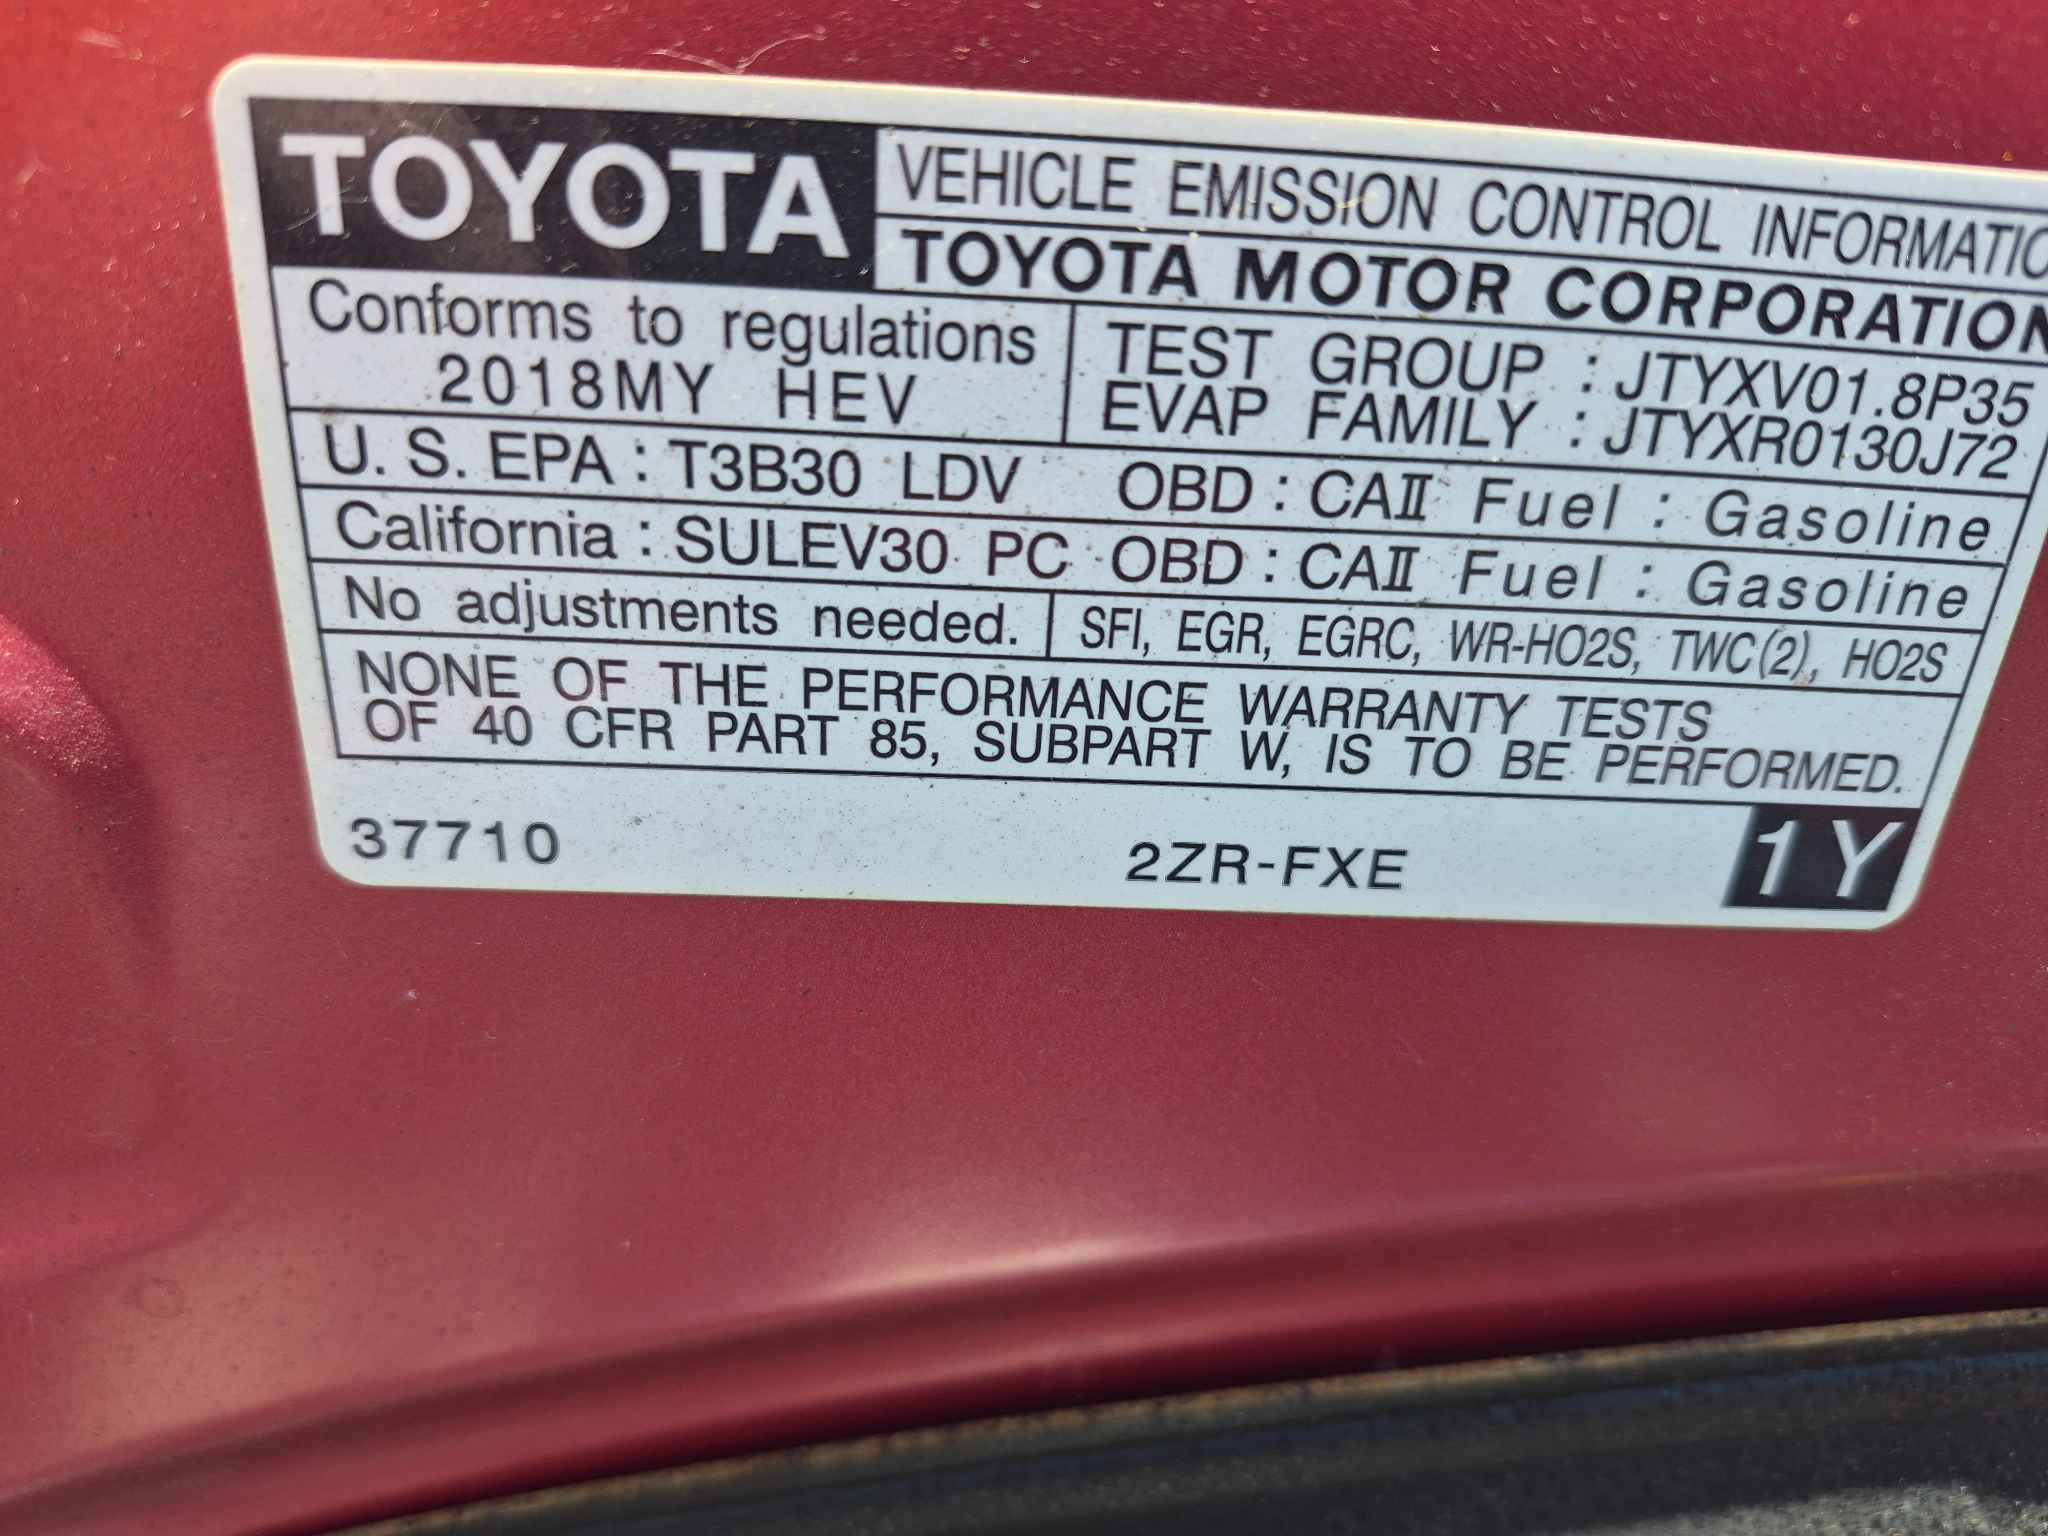 TOYOTA
VEHICLE EMISSION CONTROL INFORMATIO
TOYOTA MOTOR CORPORATION
Conforms to regulations
2018MY HEV
TEST GROUP : JTYXV01.8P35
EVAP FAMILY : JTYXR0130J72
U.S. EPA : T3B30 LDV OBD : CAⅡ Fuel : Gasoline
California : SULEV30 PC OBD : CAⅡ Fuel : Gasoline
No adjustments needed.
SFI, EGR, EGRC, WR-HO2S, TWC(2), HO2S
NONE OF THE PERFORMANCE WARRANTY TESTS
OF 40 CFR PART 85, SUBPART W, IS TO BE PERFORMED.
37710
2ZR-FXE
1Y